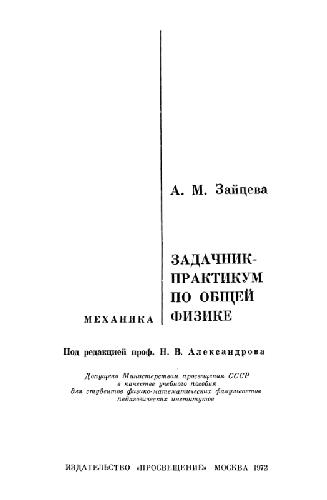 А. М. Зайцева
ЗАДАЧНИК-
ПРАКТИКУМ
ПО ОБЩЕЙ
ФИЗИКЕ
МЕХАНИКА
Под редакцией проф. Н. В. Александрова
Допущено Министерством просвещения СССР
в качестве учебного пособия
для студентов физико-математических факультетов
педагогических институтов
ИЗДАТЕЛЬСТВО «ПРОСВЕЩЕНИЕ» МОСКВА 1972